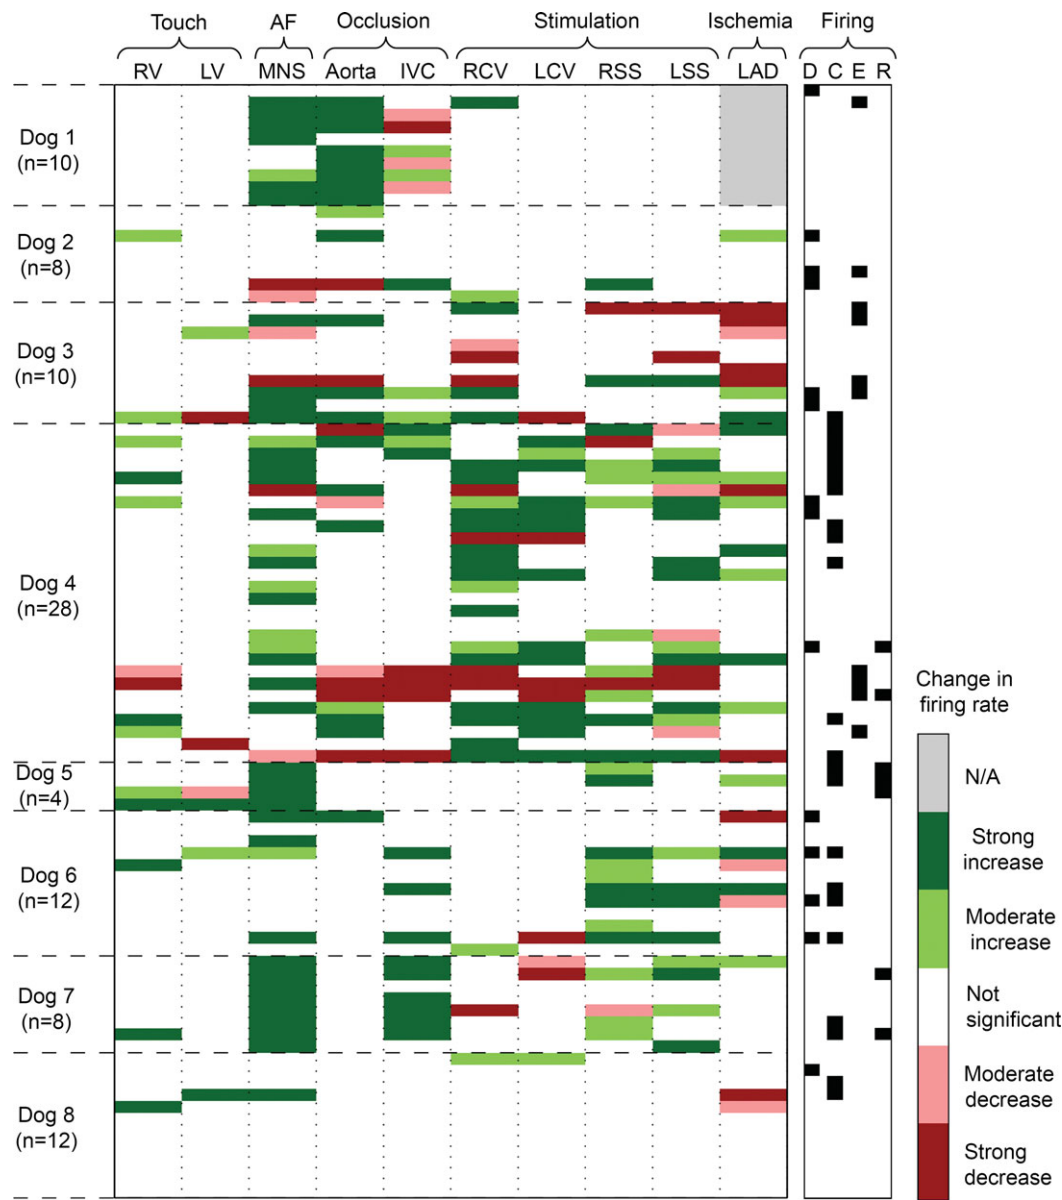 Touch AF Occlusion Stimulation Ischemia Firing
RV LV MNS Aorta IVC RCV LCV RSS LSS LAD D C E R
Dog 1
(n=10)
Dog 2
(n=8)
Dog 3
(n=10)
Dog 4
(n=28)
Dog 5
(n=4)
Dog 6
(n=12)
Dog 7
(n=8)
Dog 8
(n=12)
Change in
firing rate
N/A
Strong
increase
Moderate
increase
Not
significant
Moderate
decrease
Strong
decrease